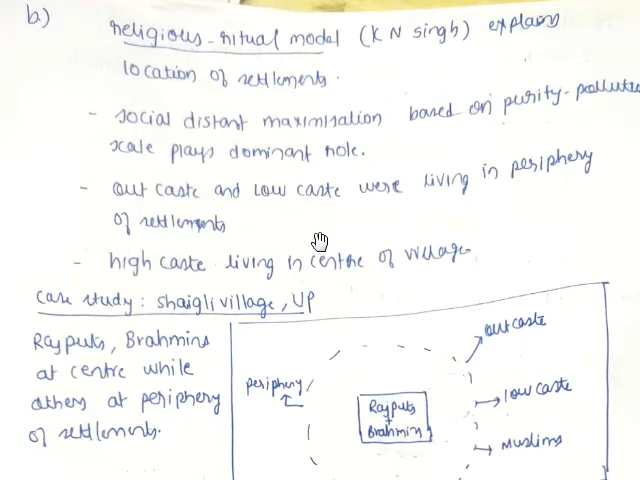 b.)
religious-ritual model (K N singh) explains
location of settlements.
- social distant maximisation based on purity-pollution
scale plays dominant role.
- out caste and low caste were living in periphery
of settlements
- high caste living in centre of village
case study: shaigli village, UP
Rajputs, Brahmins
at centre while
others at periphery
of settlements.
out caste
periphery
low caste
Rajputs
+
Brahmins
Muslims